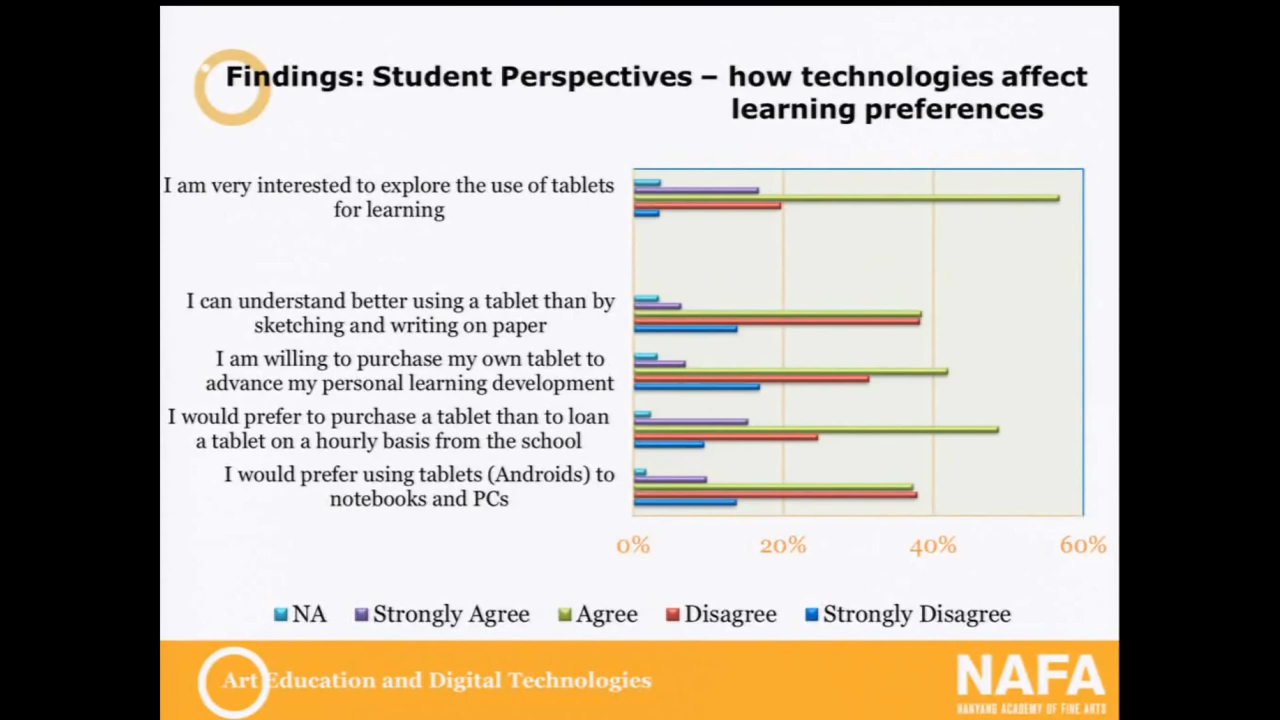 Findings: Student Perspectives – how technologies affect
learning preferences
I am very interested to explore the use of tablets
for learning
I can understand better using a tablet than by
sketching and writing on paper
I am willing to purchase my own tablet to
advance my personal learning development
I would prefer to purchase a tablet than to loan
a tablet on a hourly basis from the school
I would prefer using tablets (Androids) to
notebooks and PCs
0% 20% 40% 60%
NA Strongly Agree Agree Disagree Strongly Disagree
Art Education and Digital Technologies
NAFA
NANYANG ACADEMY OF FINE ARTS